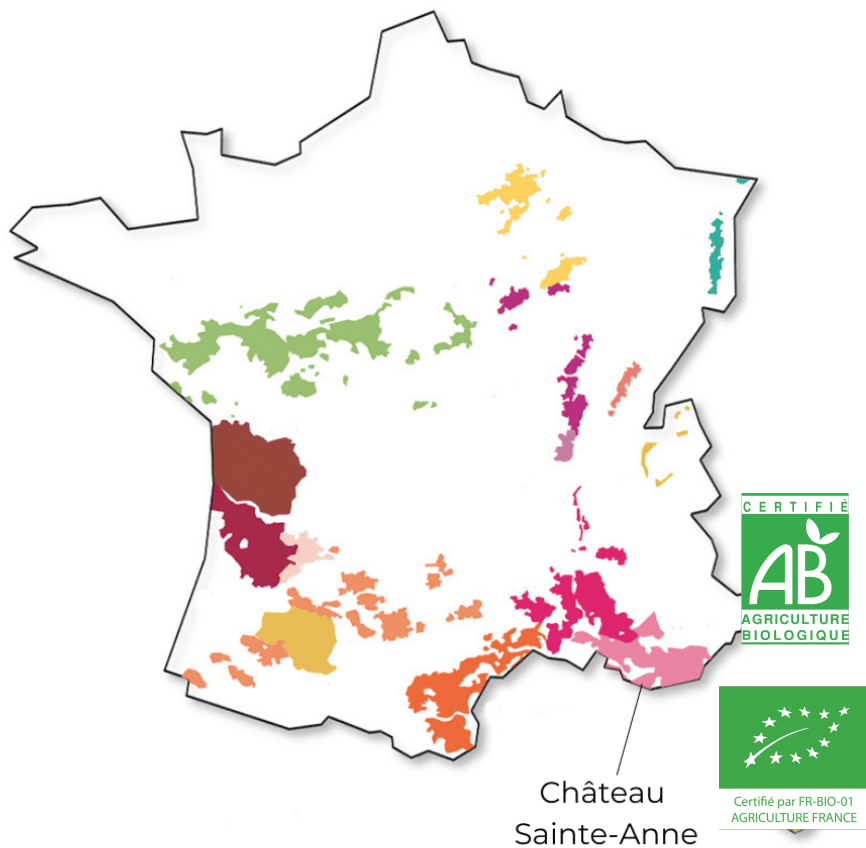 CERTIFIÉ
AB
AGRICULTURE
BIOLOGIQUE
Certifié par FR-BIO-01
AGRICULTURE FRANCE
Château
Sainte-Anne